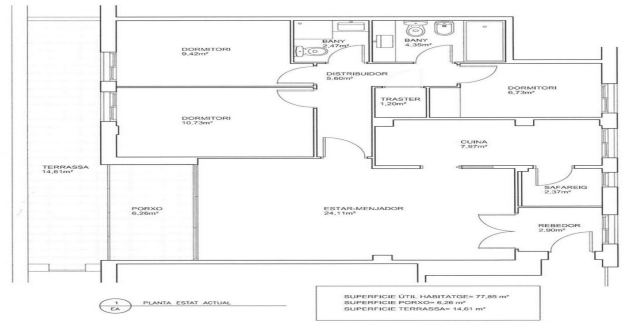 DORMITORI
9,42m²
BANY
2,47m²
BANY
4,35m²
DISTRIBUIDOR
5,60m²
DORMITORI
6,73m²
TRASTER
1,20m²
DORMITORI
10,73m²
CUINA
7,97m²
TERRASSA
14,61m²
SAFAREIG
2,37m²
PORXO
6,26m²
ESTAR-MENJADOR
24,11m²
REBEDOR
2,90m²
1
EA
PLANTA ESTAT ACTUAL
SUPERFICIE ÚTIL HABITATGE= 77,85 m²
SUPERFICIE PORXO= 6,26 m²
SUPERFICIE TERRASSA= 14,61 m²